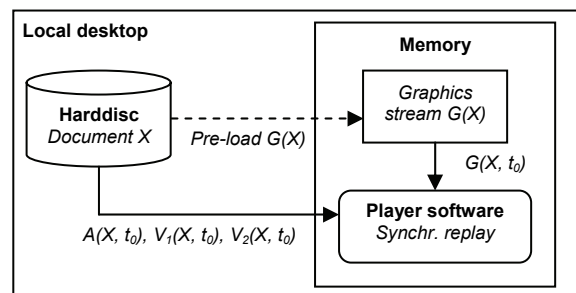 Local desktop
Memory
Harddisc
Document X
Pre-load G(X)
Graphics
stream G(X)
G(X, t₀)
Player software
Synchr. replay
A(X, t₀), V₁(X, t₀), V₂(X, t₀)